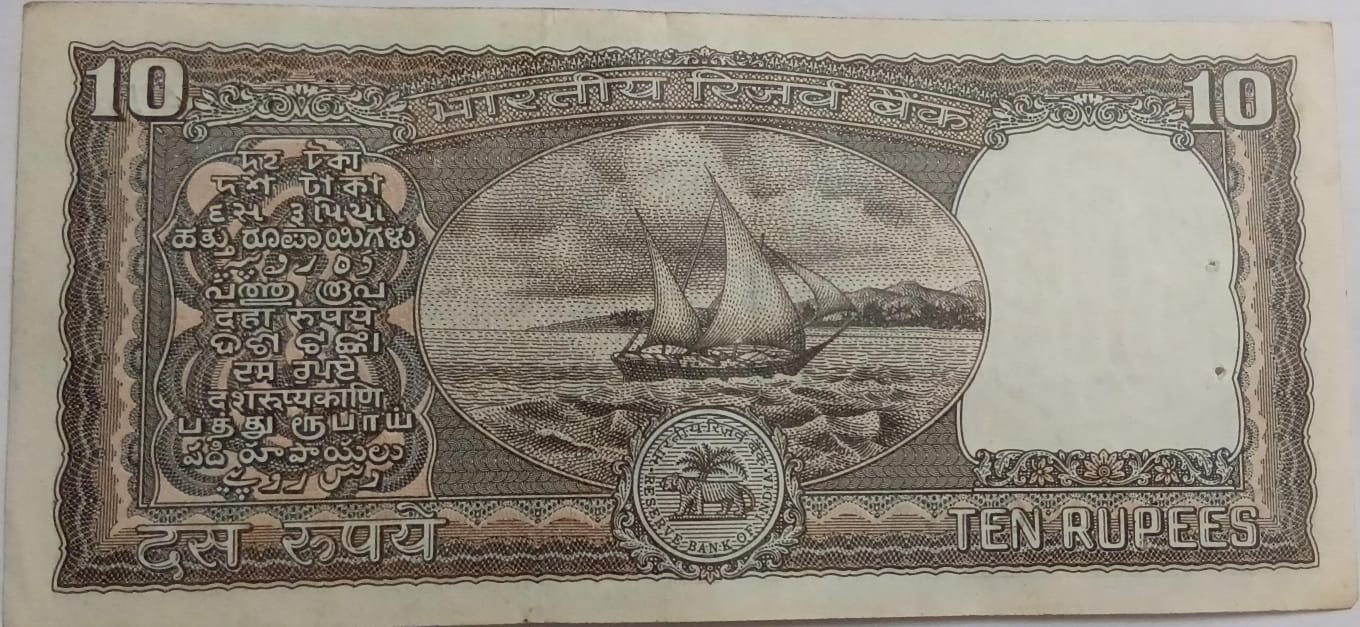 10
भारतीय रिज़र्व बैंक
10
দহ টকা
দশ টাকা
દસ રૂપિયા
ಹತ್ತು ರೂಪಾಯಿಗಳು
പത്തു രൂപ
दहा रुपये
ଦଶ ଟଙ୍କା
ਦਸ ਰੁਪਏ
दशरुप्यकाणि
பத்து ரூபாய்
పది రూపాయలు
دس روپے
भारतीय रिज़र्व बैंक
RESERVE BANK OF INDIA
दस रुपये
TEN RUPEES